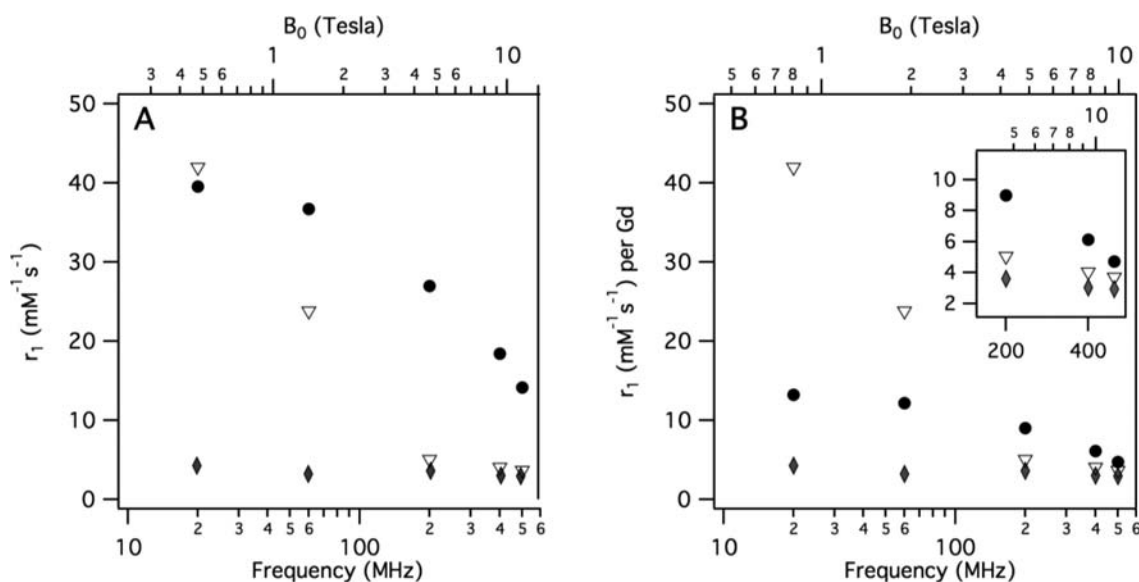 B₀ (Tesla)
1 10
3 4 5 6 2 3 4 5 6
A
50
40
30
20
10
0
r₁ (mM⁻¹ s⁻¹)
2 3 4 5 6 2 3 4 5 6
10 100
Frequency (MHz)
B₀ (Tesla)
1 10
5 6 7 8 2 3 4 5 6 7 8
B
50
40
30
20
10
0
r₁ (mM⁻¹ s⁻¹) per Gd
10
5 6 7 8
10
8
6
4
2
200 400
2 3 4 5 6 2 3 4 5 6
10 100
Frequency (MHz)